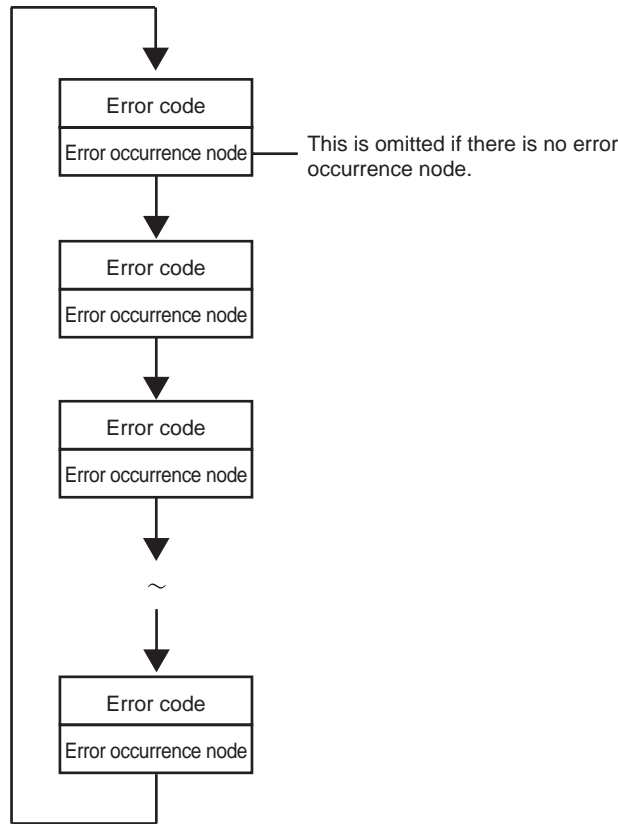 Error code
Error occurrence node
This is omitted if there is no error
occurrence node.
Error code
Error occurrence node
Error code
Error occurrence node
~
Error code
Error occurrence node